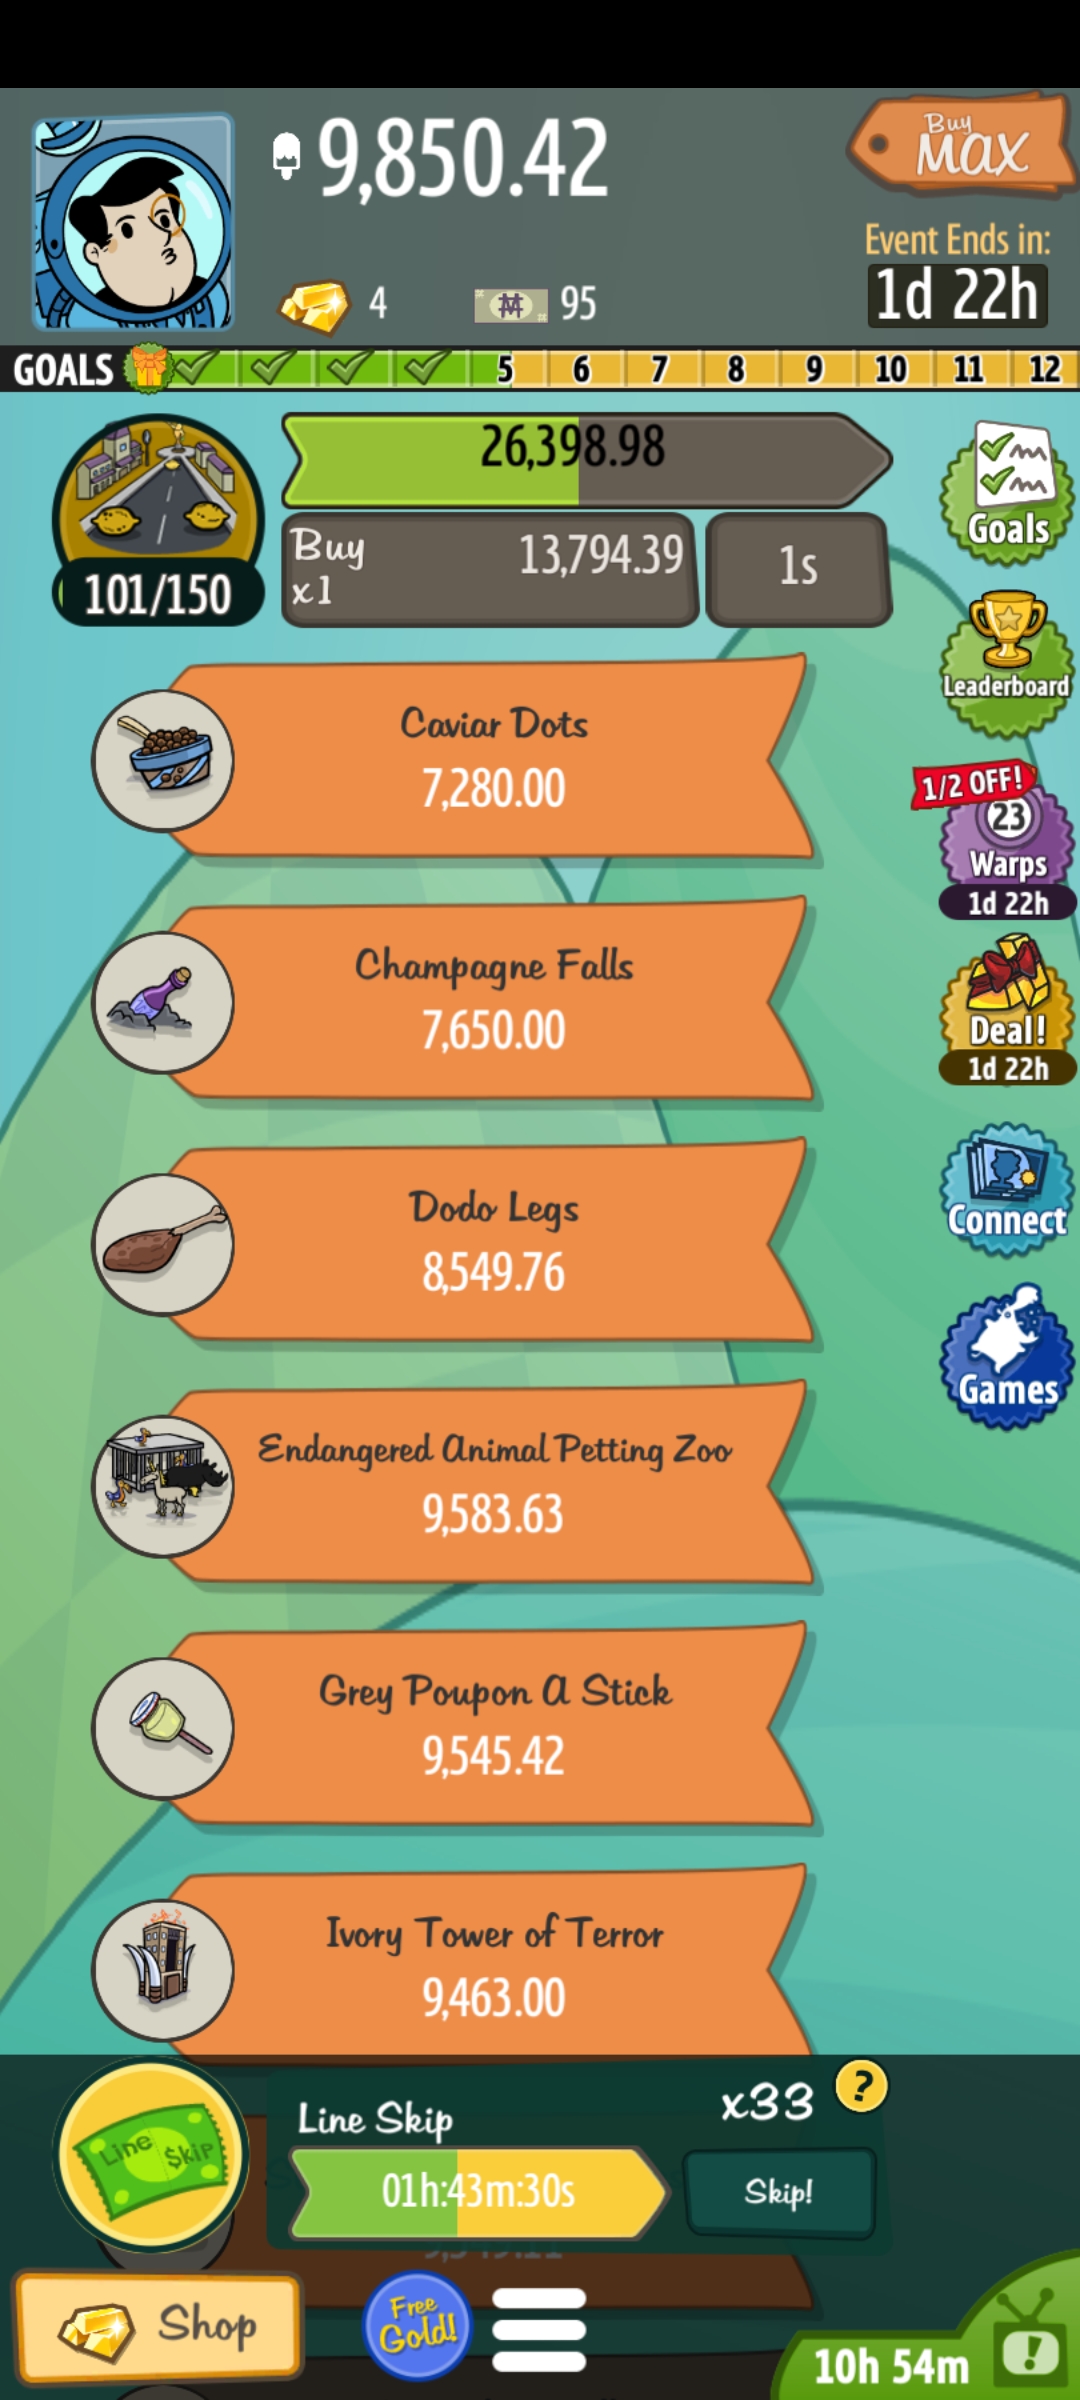 9,850.42
Buy
MAX
Event Ends in:
1d 22h
4
95
GOALS 5 6 7 8 9 10 11 12
26,398.98
Buy
x1
13,794.39
1s
101/150
Goals
Leaderboard
Caviar Dots
7,280.00
1/2 OFF!
23
Warps
1d 22h
Champagne Falls
7,650.00
Deal!
1d 22h
Dodo Legs
8,549.76
Connect
Games
Endangered Animal Petting Zoo
9,583.63
Grey Poupon A Stick
9,545.42
Ivory Tower of Terror
9,463.00
Line $kip
Line Skip
x33
?
01h:43m:30s
Skip!
Shop
Free
Gold!
10h 54m